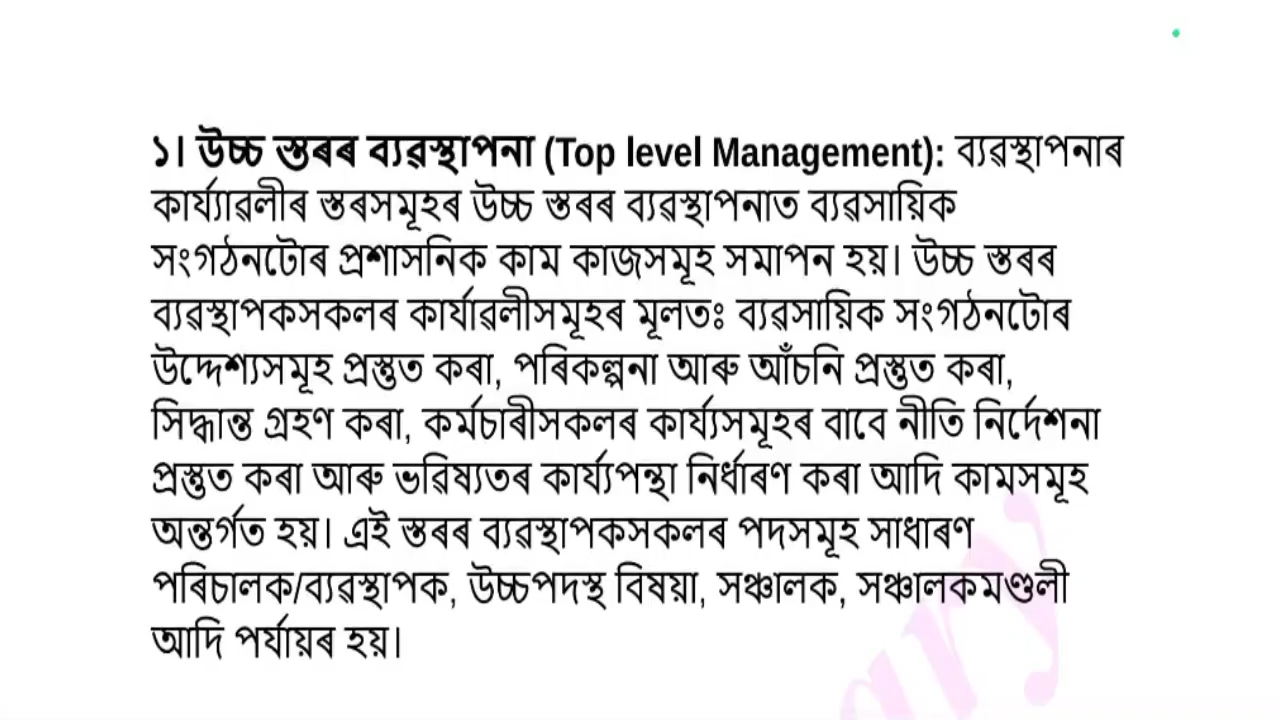 ১। উচ্চ স্তৰৰ ব্যৱস্থাপনা (Top level Management): ব্যৱস্থাপনাৰ
কাৰ্য্যাৱলীৰ স্তৰসমূহৰ উচ্চ স্তৰৰ ব্যৱস্থাপনাত ব্যৱসায়িক
সংগঠনটোৰ প্ৰশাসনিক কাম কাজসমূহ সমাপন হয়। উচ্চ স্তৰৰ
ব্যৱস্থাপকসকলৰ কাৰ্যাৱলীসমূহৰ মূলতঃ ব্যৱসায়িক সংগঠনটোৰ
উদ্দেশ্যসমূহ প্ৰস্তুত কৰা, পৰিকল্পনা আৰু আঁচনি প্ৰস্তুত কৰা,
সিদ্ধান্ত গ্ৰহণ কৰা, কৰ্মচাৰীসকলৰ কাৰ্য্যসমূহৰ বাবে নীতি নিৰ্দেশনা
প্ৰস্তুত কৰা আৰু ভৱিষ্যতৰ কাৰ্য্যপন্থা নিৰ্ধাৰণ কৰা আদি কামসমূহ
অন্তৰ্গত হয়। এই স্তৰৰ ব্যৱস্থাপকসকলৰ পদসমূহ সাধাৰণ
পৰিচালক/ব্যৱস্থাপক, উচ্চপদস্থ বিষয়া, সঞ্চালক, সঞ্চালকমণ্ডলী
আদি পৰ্যায়ৰ হয়।